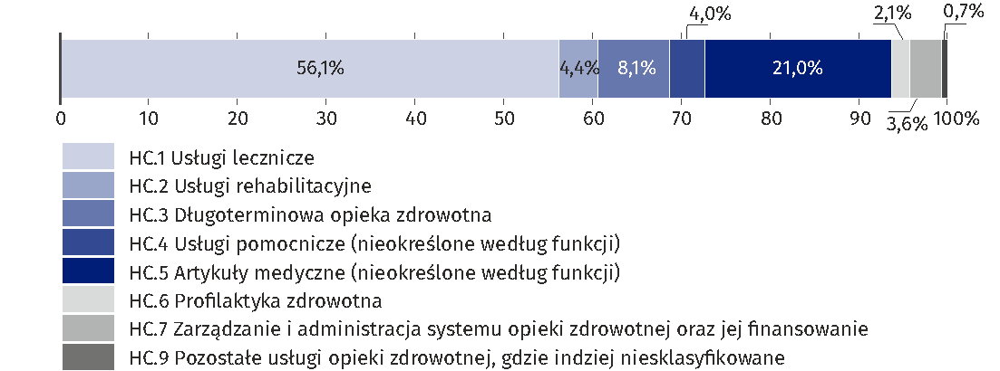 4,0% 2,1% 0,7%
56,1% 4,4% 8,1% 21,0%
0 10 20 30 40 50 60 70 80 90 3,6% 100%
HC.1 Usługi lecznicze
HC.2 Usługi rehabilitacyjne
HC.3 Długoterminowa opieka zdrowotna
HC.4 Usługi pomocnicze (nieokreślone według funkcji)
HC.5 Artykuły medyczne (nieokreślone według funkcji)
HC.6 Profilaktyka zdrowotna
HC.7 Zarządzanie i administracja systemu opieki zdrowotnej oraz jej finansowanie
HC.9 Pozostałe usługi opieki zdrowotnej, gdzie indziej niesklasyfikowane